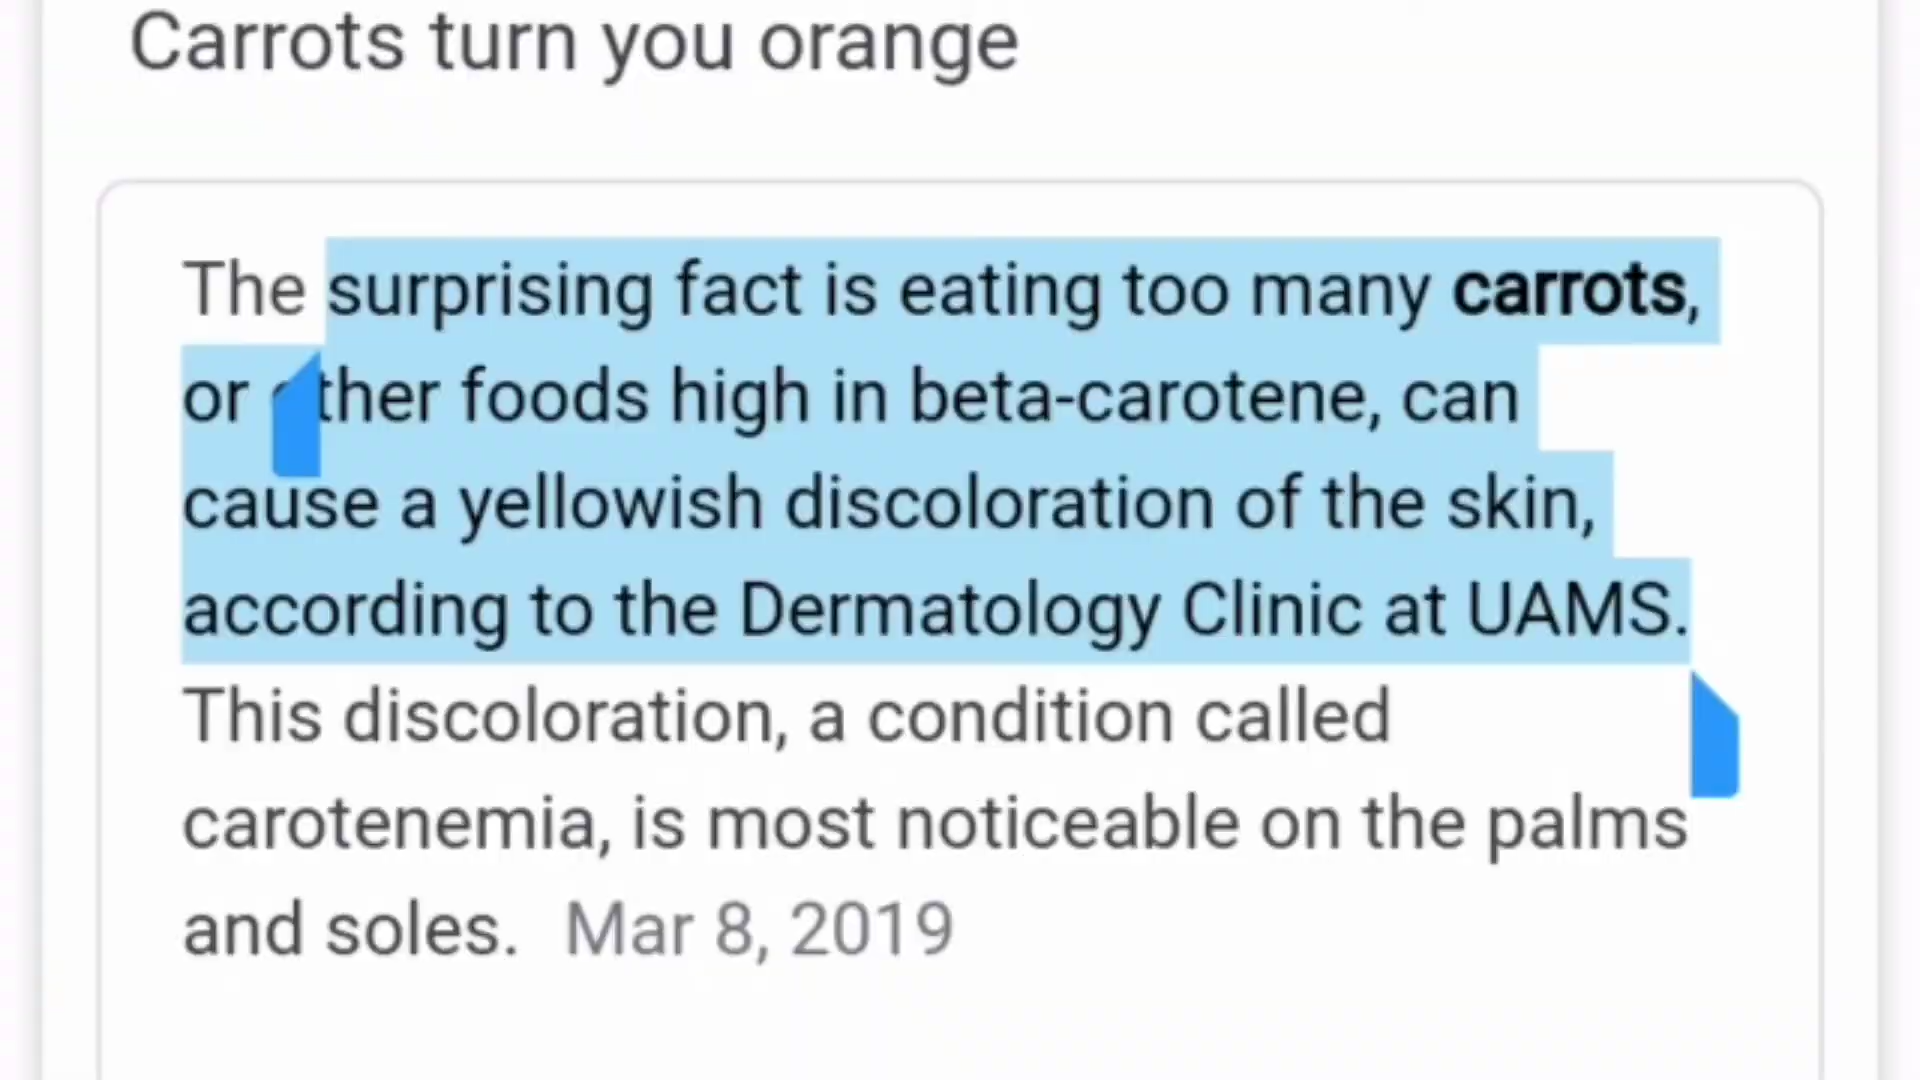 Carrots turn you orange
The surprising fact is eating too many carrots,
or other foods high in beta-carotene, can
cause a yellowish discoloration of the skin,
according to the Dermatology Clinic at UAMS.
This discoloration, a condition called
carotenemia, is most noticeable on the palms
and soles. Mar 8, 2019